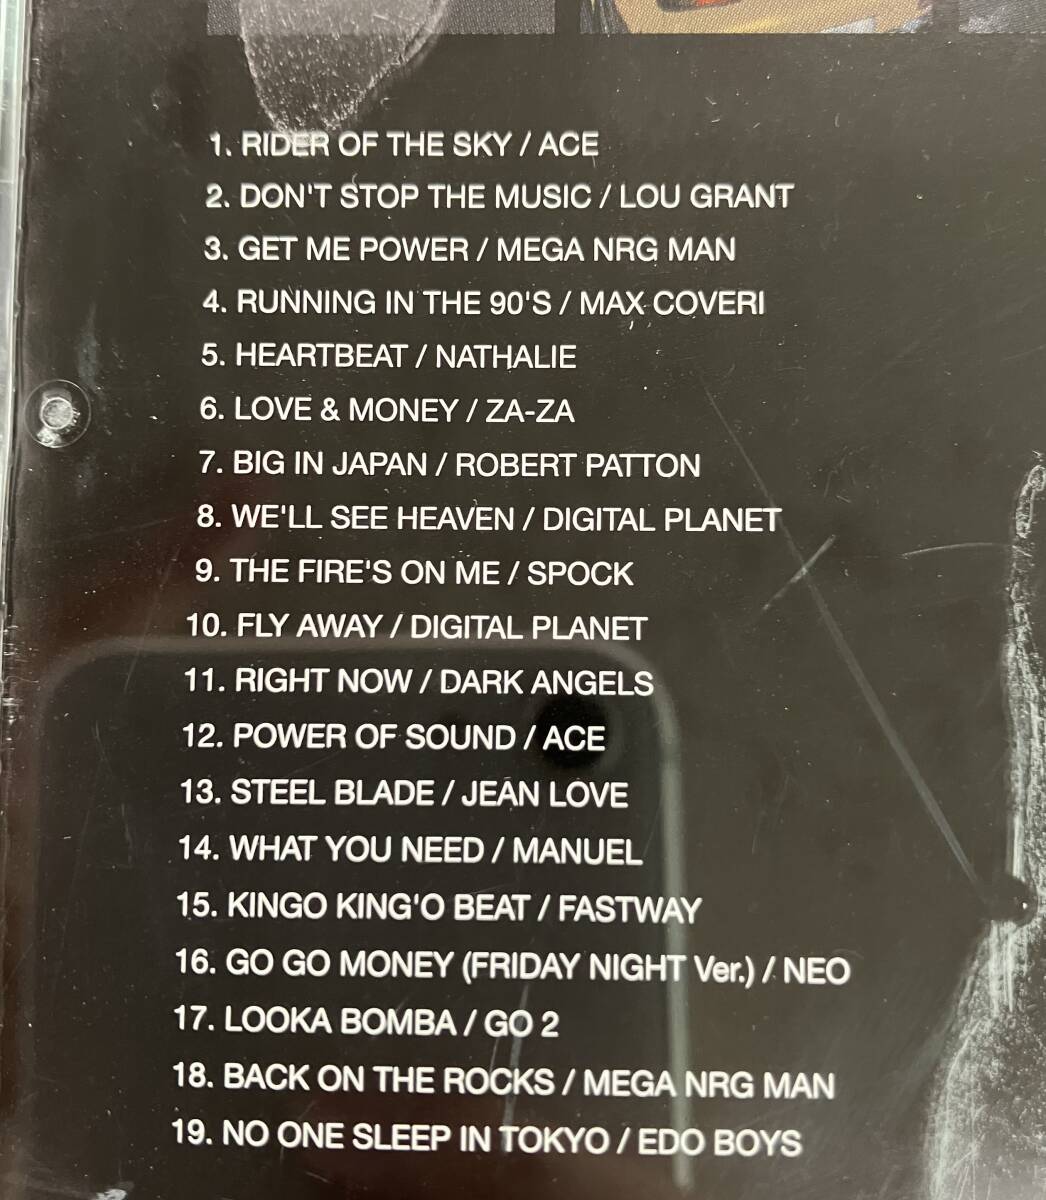 1. RIDER OF THE SKY / ACE
2. DON'T STOP THE MUSIC / LOU GRANT
3. GET ME POWER / MEGA NRG MAN
4. RUNNING IN THE 90'S / MAX COVERI
5. HEARTBEAT / NATHALIE
6. LOVE & MONEY / ZA-ZA
7. BIG IN JAPAN / ROBERT PATTON
8. WE'LL SEE HEAVEN / DIGITAL PLANET
9. THE FIRE'S ON ME / SPOCK
10. FLY AWAY / DIGITAL PLANET
11. RIGHT NOW / DARK ANGELS
12. POWER OF SOUND / ACE
13. STEEL BLADE / JEAN LOVE
14. WHAT YOU NEED / MANUEL
15. KINGO KING'O BEAT / FASTWAY
16. GO GO MONEY (FRIDAY NIGHT Ver.) / NEO
17. LOOKA BOMBA / GO 2
18. BACK ON THE ROCKS / MEGA NRG MAN
19. NO ONE SLEEP IN TOKYO / EDO BOYS